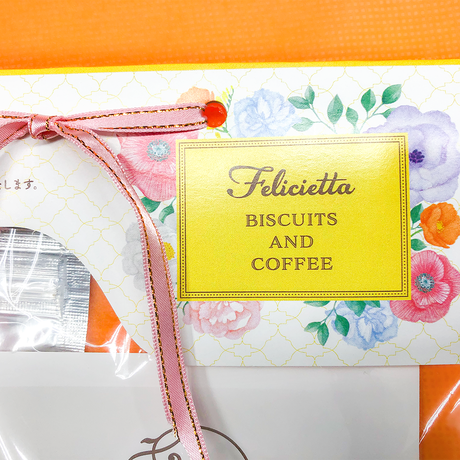 Felicietta
BISCUITS
AND
COFFEE
します。